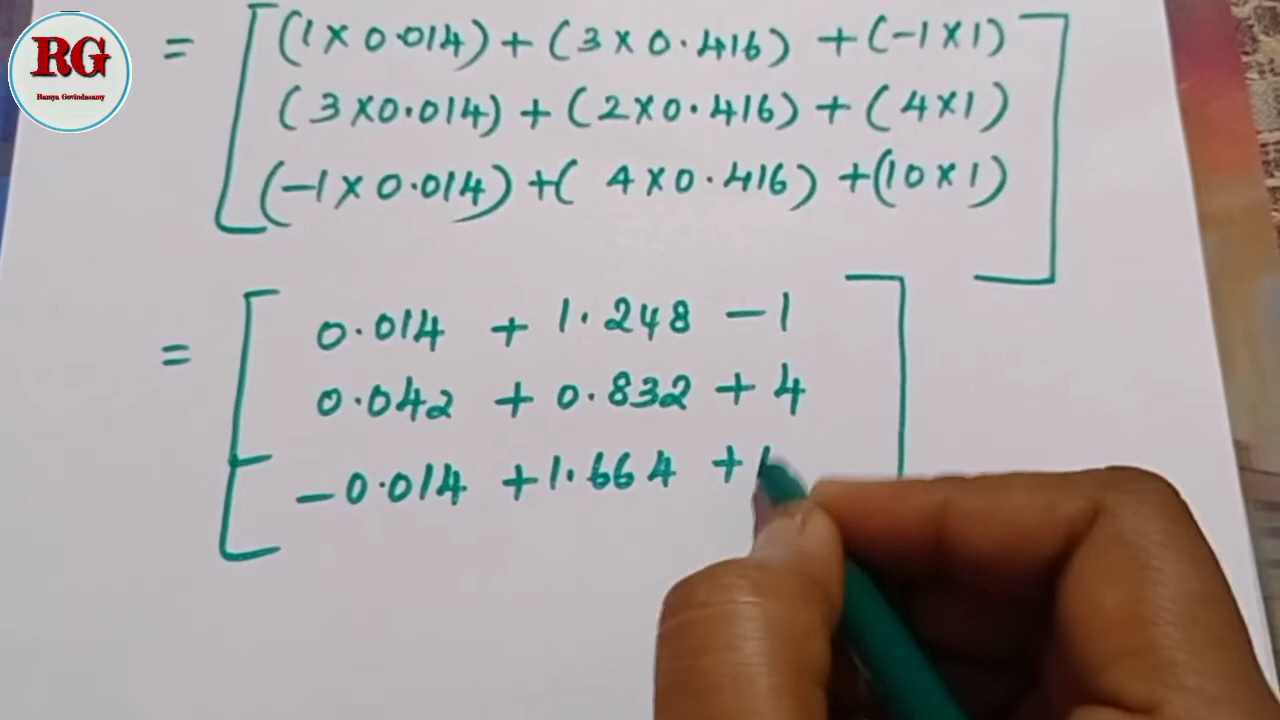 RG
Ramya Govindasamy
= [(1 × 0.014) + (3 × 0.416) + (-1 × 1)
(3 × 0.014) + (2 × 0.416) + (4 × 1)
(-1 × 0.014) + (4 × 0.416) + (10 × 1)]
= [0.014 + 1.248 - 1
0.042 + 0.832 + 4
-0.014 + 1.664 + 1]